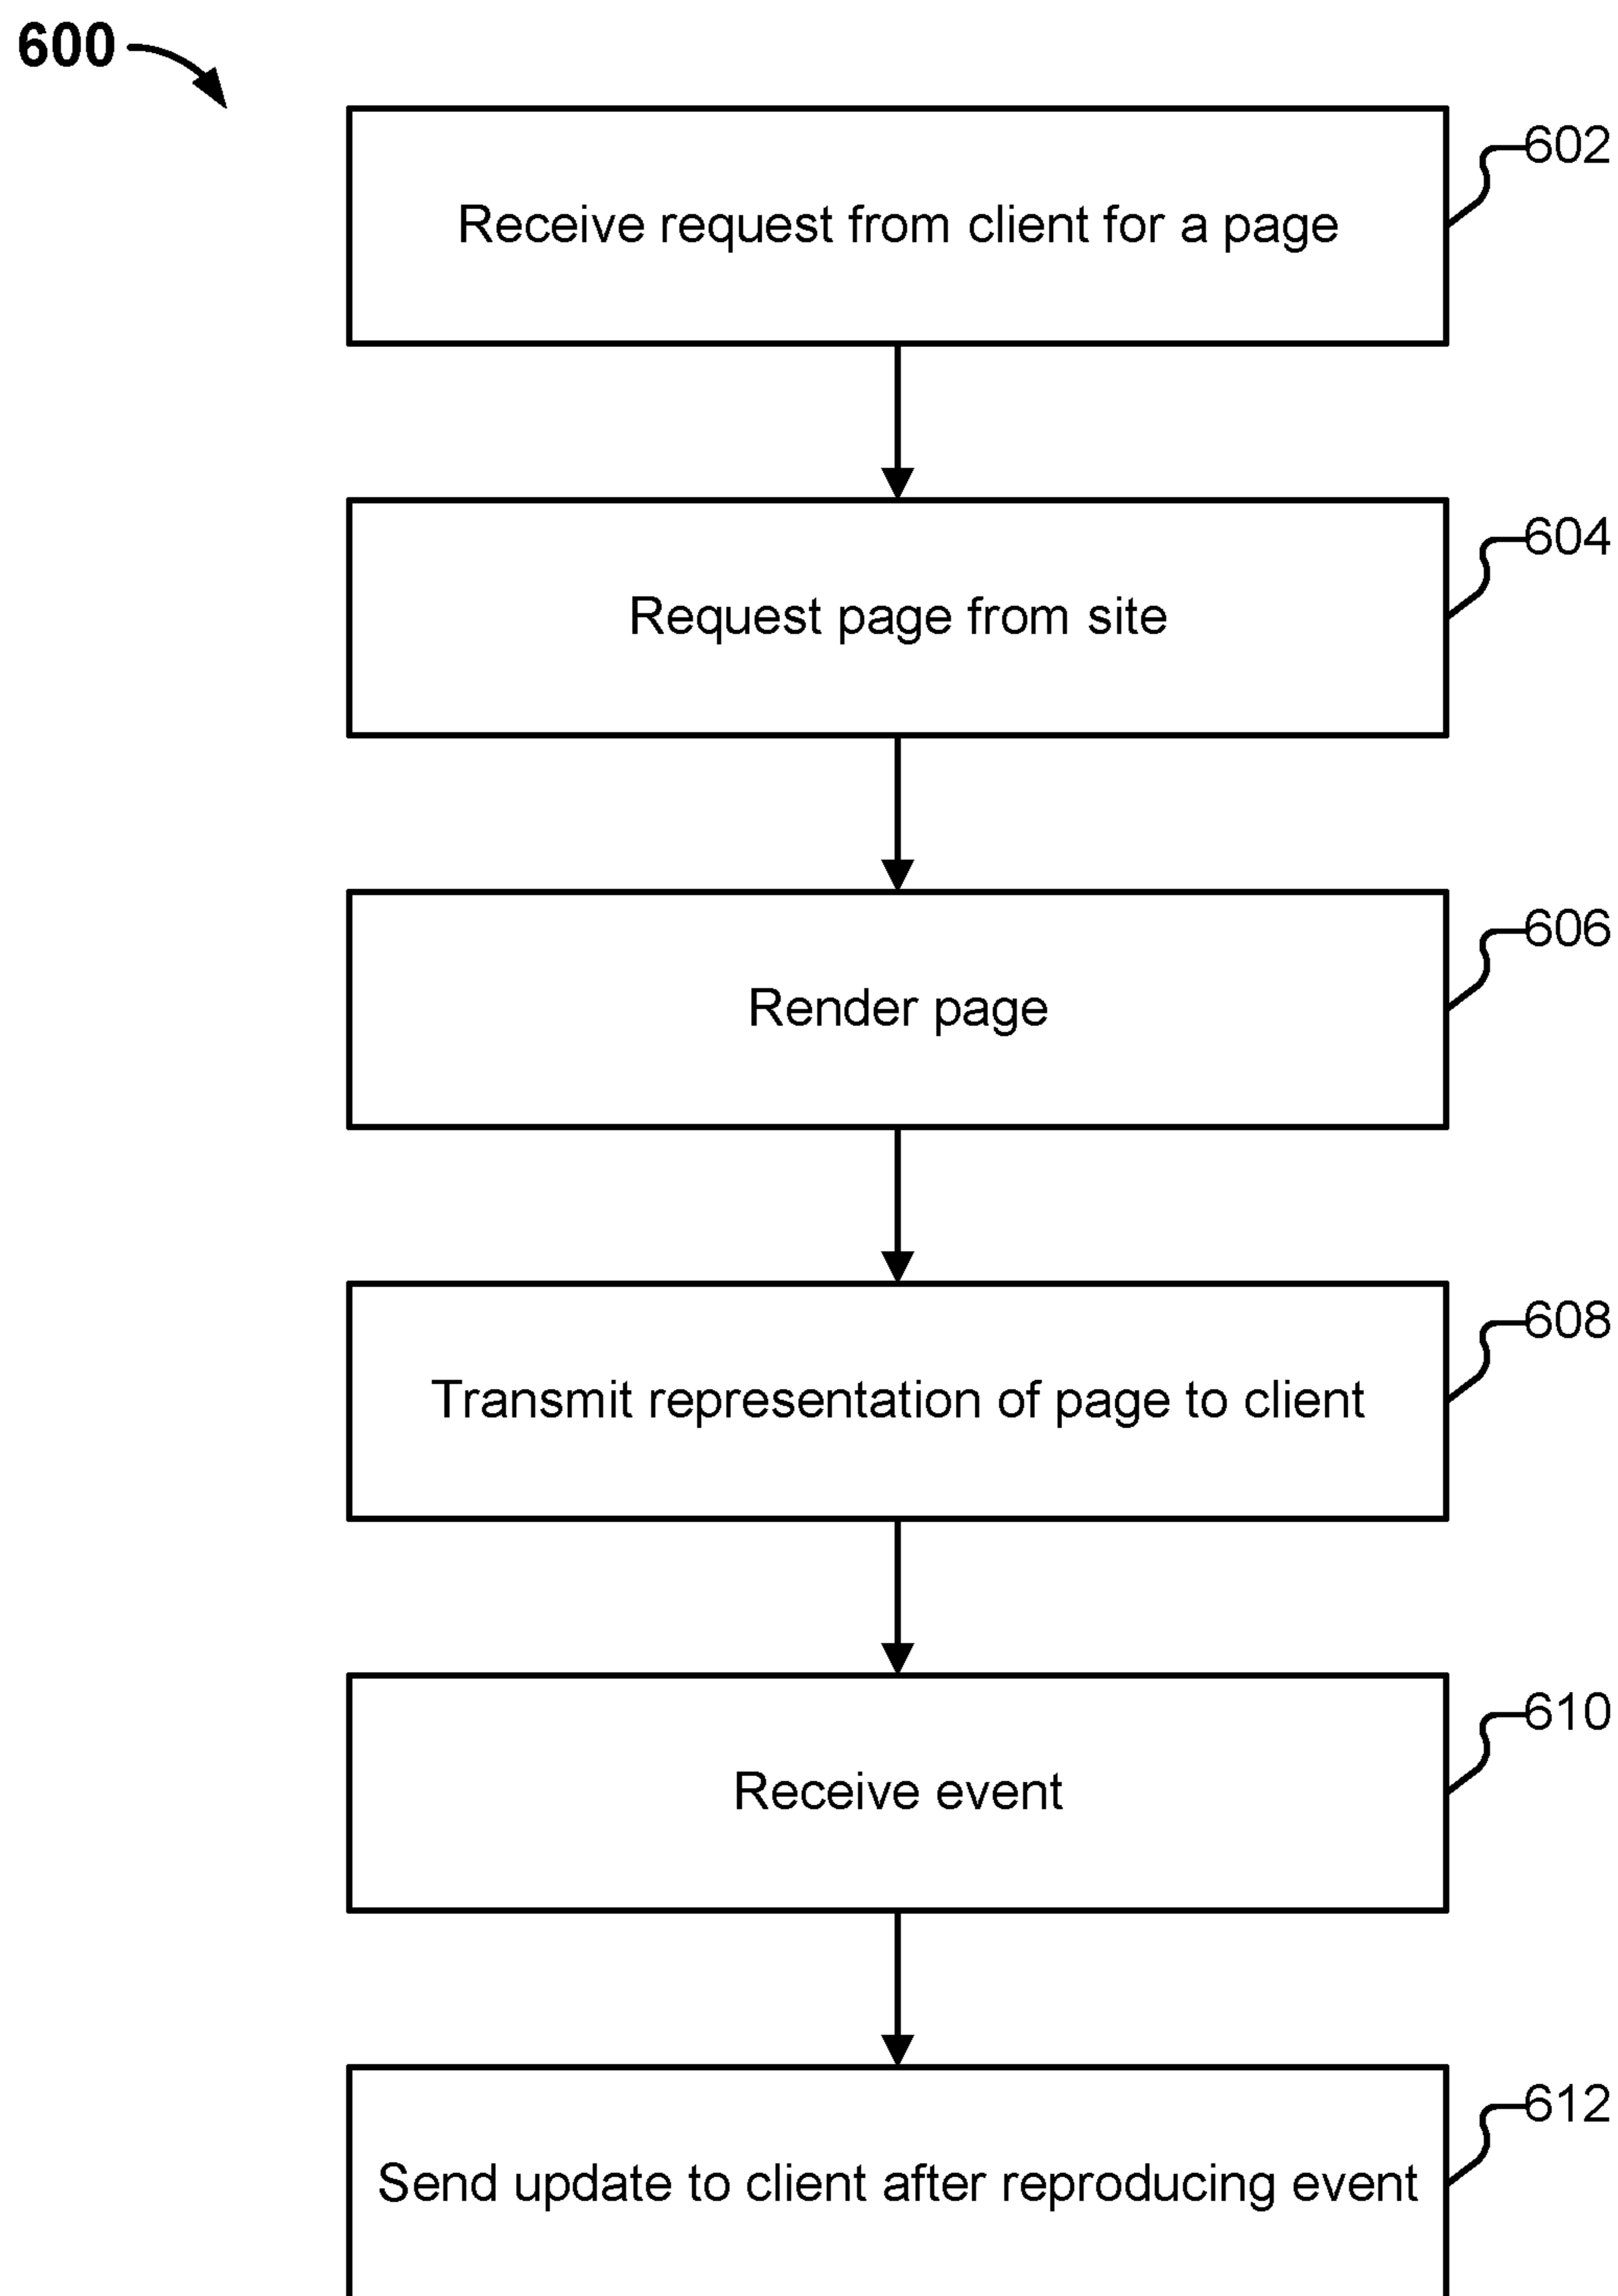 600
602
Receive request from client for a page
604
Request page from site
606
Render page
608
Transmit representation of page to client
610
Receive event
612
Send update to client after reproducing event